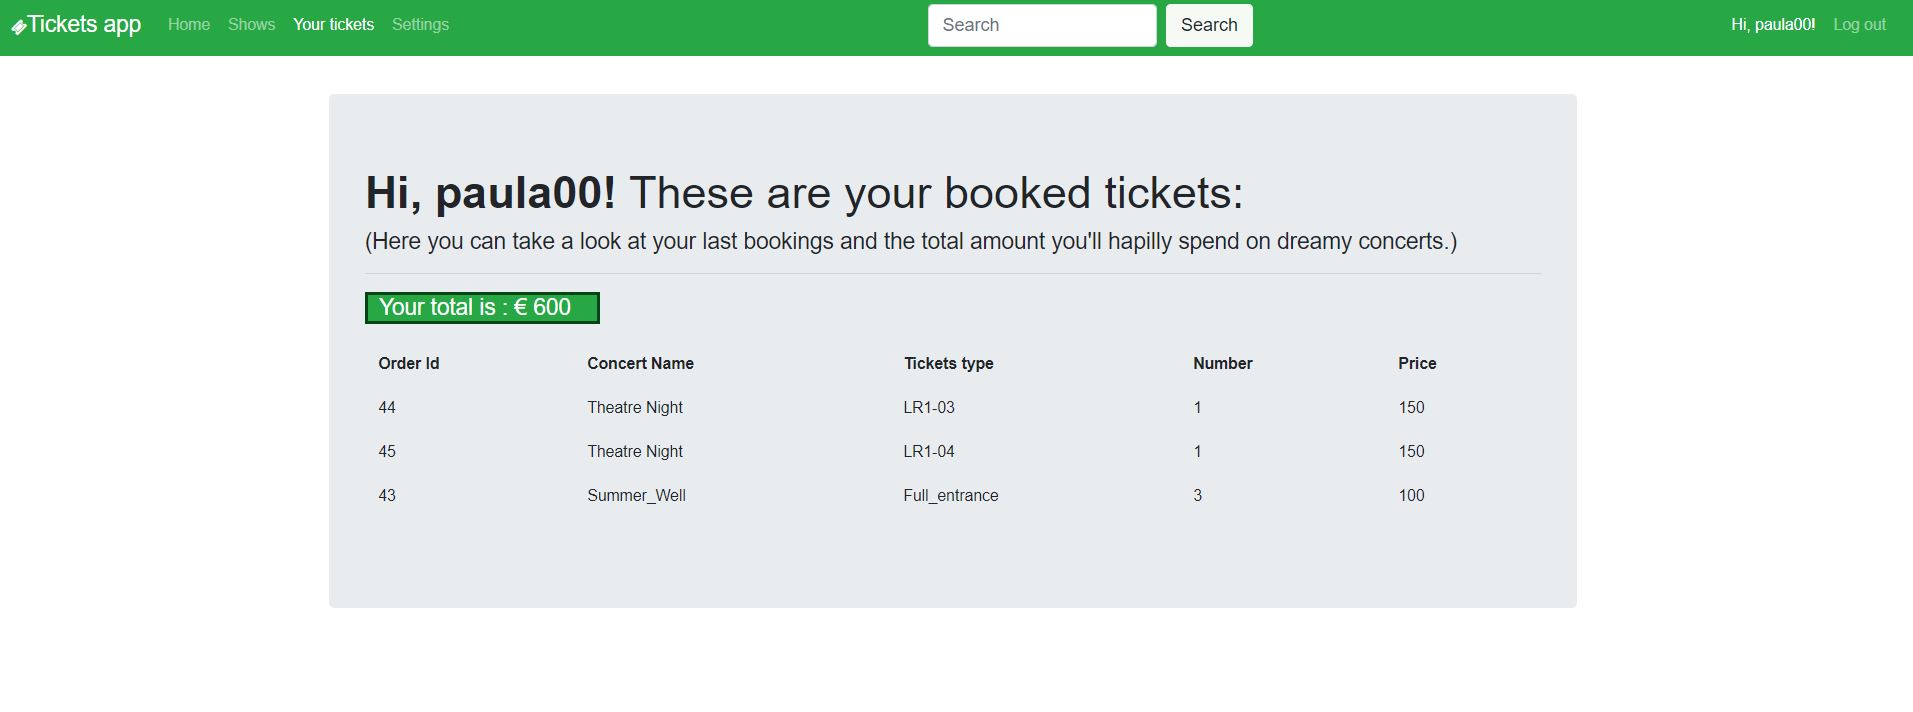 Tickets app Home Shows Your tickets Settings Search Search Hi, paula00! Log out
Hi, paula00! These are your booked tickets:
(Here you can take a look at your last bookings and the total amount you'll hapilly spend on dreamy concerts.)
Your total is : € 600
Order Id Concert Name Tickets type Number Price
44 Theatre Night LR1-03 1 150
45 Theatre Night LR1-04 1 150
43 Summer_Well Full_entrance 3 100